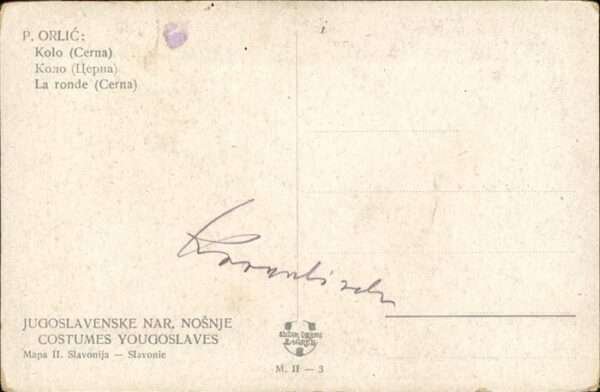 P. ORLIĆ:
Kolo (Cerna)
Коло (Церна)
La ronde (Cerna)
JUGOSLAVENSKE NAR. NOŠNJE
COSTUMES YOUGOSLAVES
Mapa II. Slavonija — Slavonie
M. II — 3